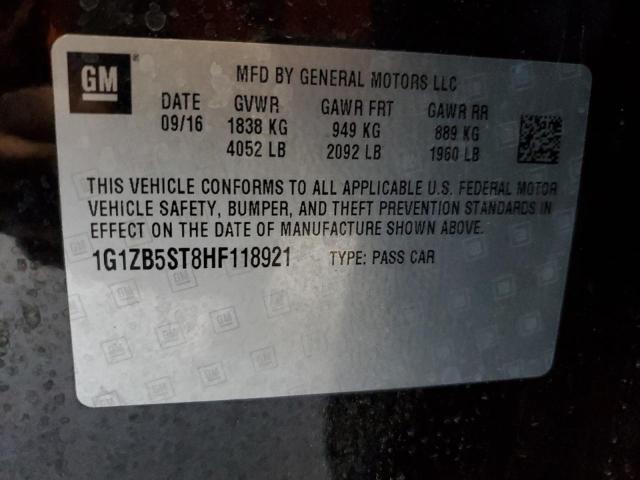 GM
MFD BY GENERAL MOTORS LLC
DATE GVWR GAWR FRT GAWR RR
09/16 1838 KG 949 KG 889 KG
4052 LB 2092 LB 1960 LB
THIS VEHICLE CONFORMS TO ALL APPLICABLE U.S. FEDERAL MOTOR
VEHICLE SAFETY, BUMPER, AND THEFT PREVENTION STANDARDS IN
EFFECT ON THE DATE OF MANUFACTURE SHOWN ABOVE.
1G1ZB5ST8HF118921 TYPE: PASS CAR